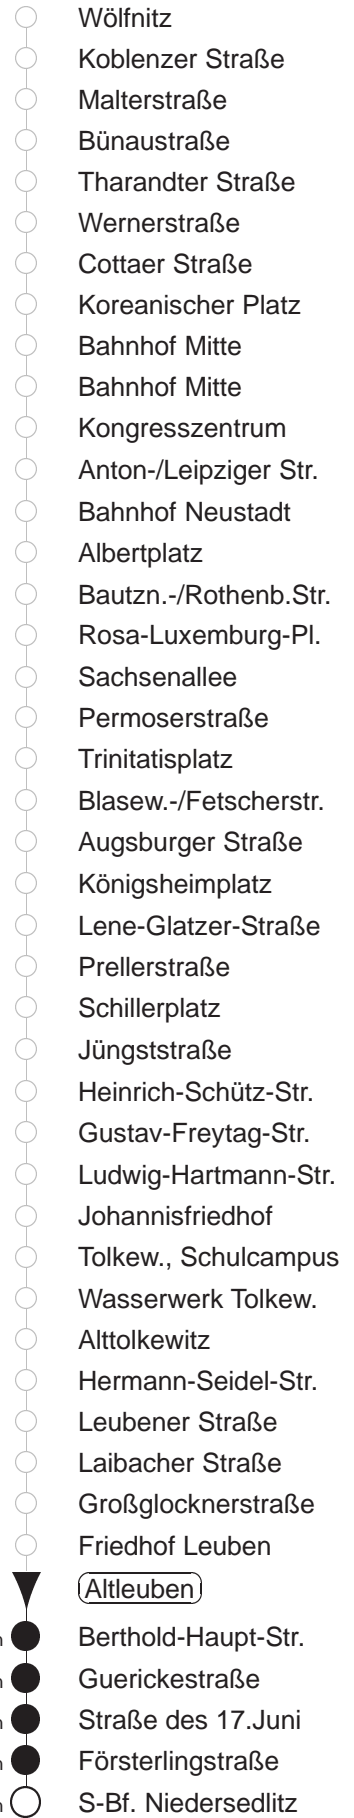 Wölfnitz
Koblenzer Straße
Malterstraße
Bünaustraße
Tharandter Straße
Wernerstraße
Cottaer Straße
Koreanischer Platz
Bahnhof Mitte
Bahnhof Mitte
Kongresszentrum
Anton-/Leipziger Str.
Bahnhof Neustadt
Albertplatz
Bautzn.-/Rothenb.Str.
Rosa-Luxemburg-Pl.
Sachsenallee
Permoserstraße
Trinitatisplatz
Blasew.-/Fetscherstr.
Augsburger Straße
Königsheimplatz
Lene-Glatzer-Straße
Prellerstraße
Schillerplatz
Jüngststraße
Heinrich-Schütz-Str.
Gustav-Freytag-Str.
Ludwig-Hartmann-Str.
Johannisfriedhof
Tolkew., Schulcampus
Wasserwerk Tolkew.
Alttolkewitz
Hermann-Seidel-Str.
Leubener Straße
Laibacher Straße
Großglocknerstraße
Friedhof Leuben
Altleuben
Berthold-Haupt-Str.
Guerickestraße
Straße des 17.Juni
Försterlingstraße
S-Bf. Niedersedlitz